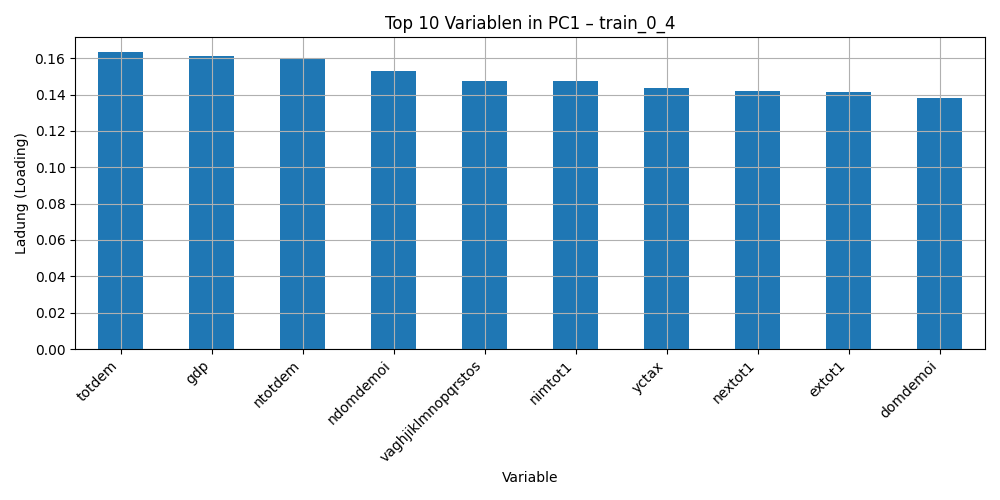 Top 10 Variablen in PC1 – train_0_4
Ladung (Loading)
0.16
0.14
0.12
0.10
0.08
0.06
0.04
0.02
0.00
totdem
gdp
ntotdem
ndomdemoi
vaghjiklmnopqrstos
nimtot1
yctax
nextot1
extot1
domdemoi
Variable